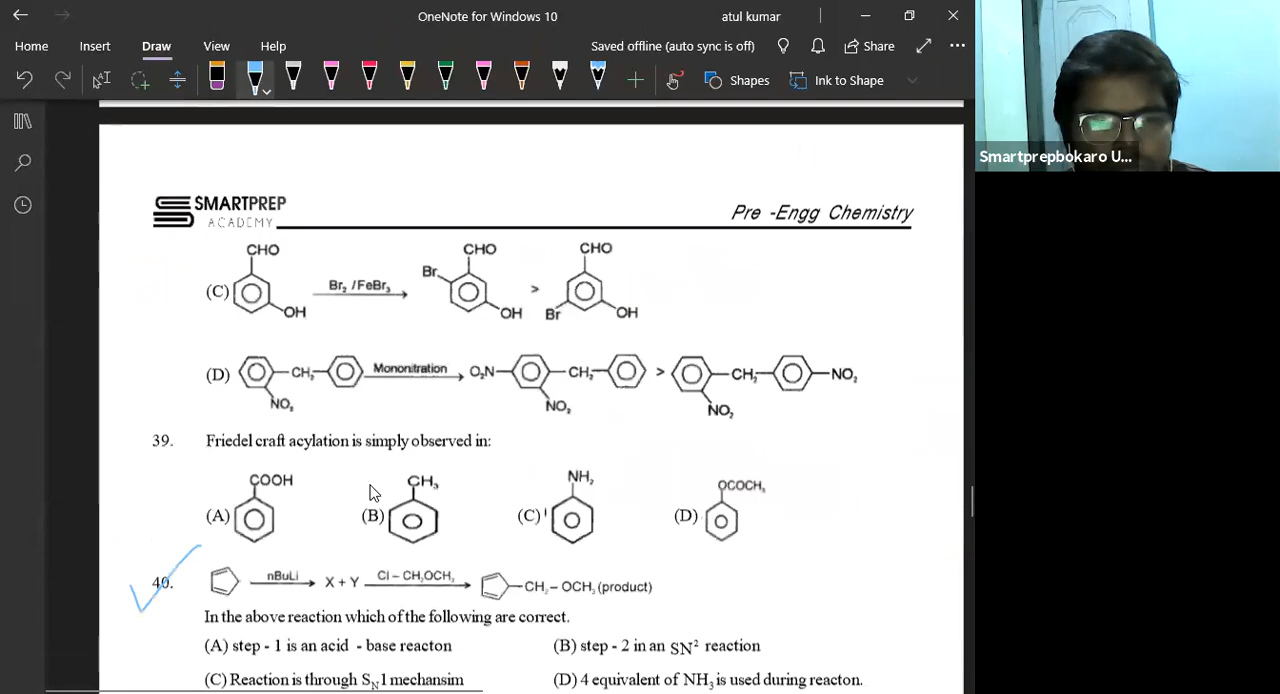 OneNote for Windows 10
atul kumar
Home Insert Draw View Help
Saved offline (auto sync is off)
Share
Shapes
Ink to Shape
Smartprepbokaro U...
SMARTPREP
ACADEMY
Pre -Engg Chemistry
CHO CHO CHO
(C) OH Br₂ /FeBr₃ Br OH > Br OH
(D) CH₂ NO₂ Mononitration O₂N CH₂ NO₂ > CH₂ NO₂ NO₂
39. Friedel craft acylation is simply observed in:
COOH CH₃ NH₂ OCOCH₃
(A) (B) (C) (D)
40. nBuLi X + Y Cl – CH₂OCH₃ CH₂ – OCH₃ (product)
In the above reaction which of the following are correct.
(A) step - 1 is an acid - base reacton (B) step - 2 in an SN² reaction
(C) Reaction is through SN1 mechansim (D) 4 equivalent of NH₃ is used during reacton.